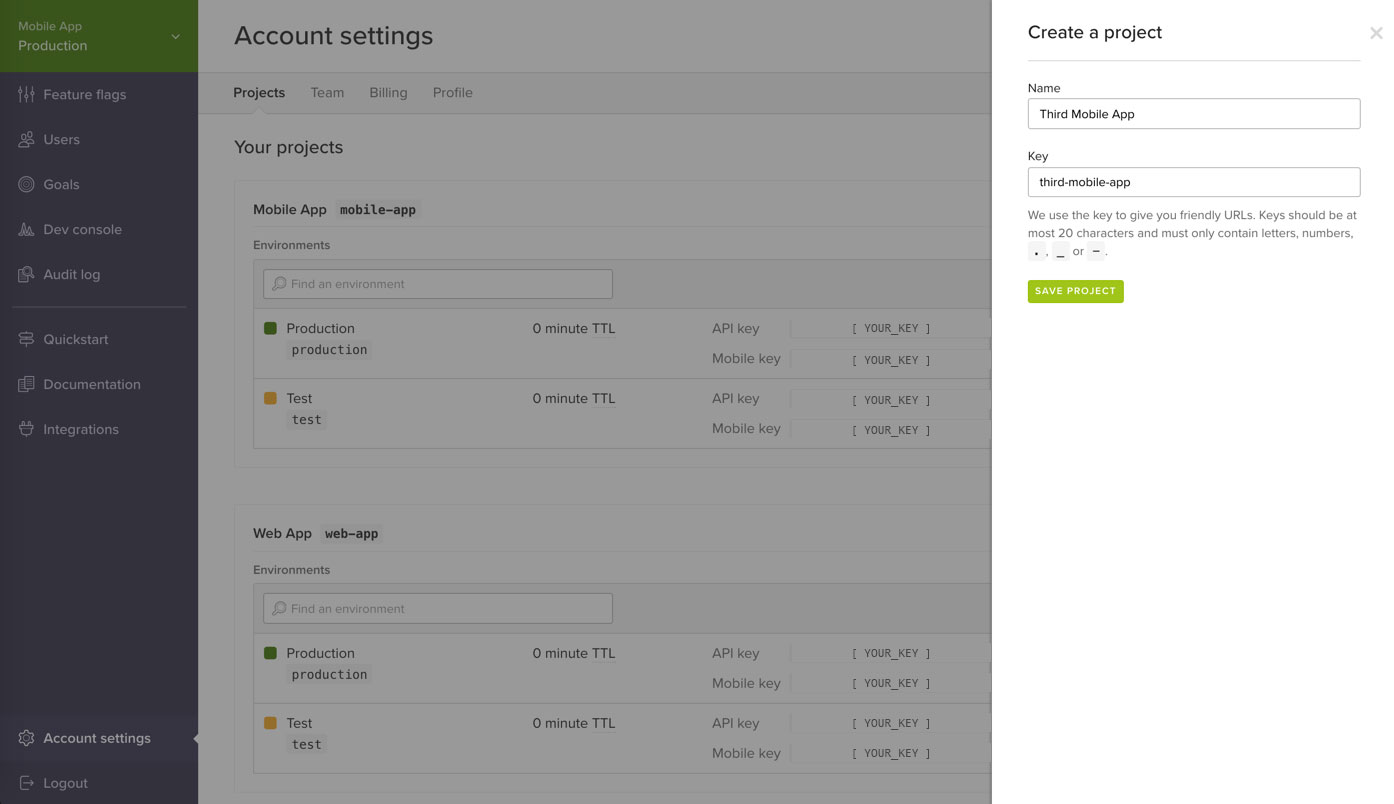 Mobile App
Production
Feature flags
Users
Goals
Dev console
Audit log
Quickstart
Documentation
Integrations
Account settings
Logout
Account settings
Projects Team Billing Profile
Your projects
Mobile App mobile-app
Environments
Find an environment
Production 0 minute TTL API key [ YOUR_KEY ]
production Mobile key [ YOUR_KEY ]
Test 0 minute TTL API key [ YOUR_KEY ]
test Mobile key [ YOUR_KEY ]
Web App web-app
Environments
Find an environment
Production 0 minute TTL API key [ YOUR_KEY ]
production Mobile key [ YOUR_KEY ]
Test 0 minute TTL API key [ YOUR_KEY ]
test Mobile key [ YOUR_KEY ]
Create a project
Name
Third Mobile App
Key
third-mobile-app
We use the key to give you friendly URLs. Keys should be at
most 20 characters and must only contain letters, numbers,
. , _ or - .
SAVE PROJECT